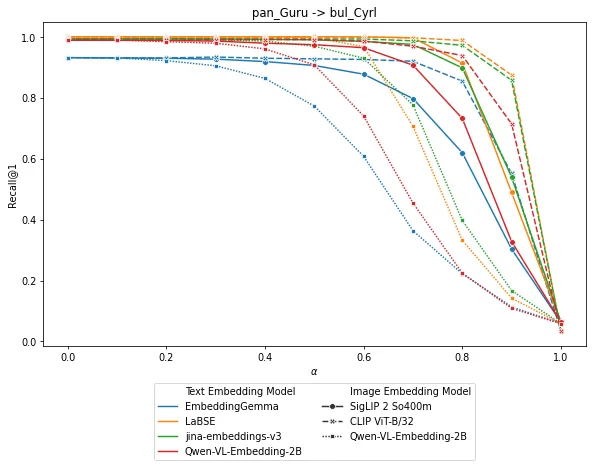 pan_Guru -> bul_Cyrl
Recall@1
1.0
0.8
0.6
0.4
0.2
0.0
0.0 0.2 0.4 0.6 0.8 1.0
α
Text Embedding Model
EmbeddingGemma
LaBSE
jina-embeddings-v3
Qwen-VL-Embedding-2B
Image Embedding Model
SigLIP 2 So400m
CLIP ViT-B/32
Qwen-VL-Embedding-2B